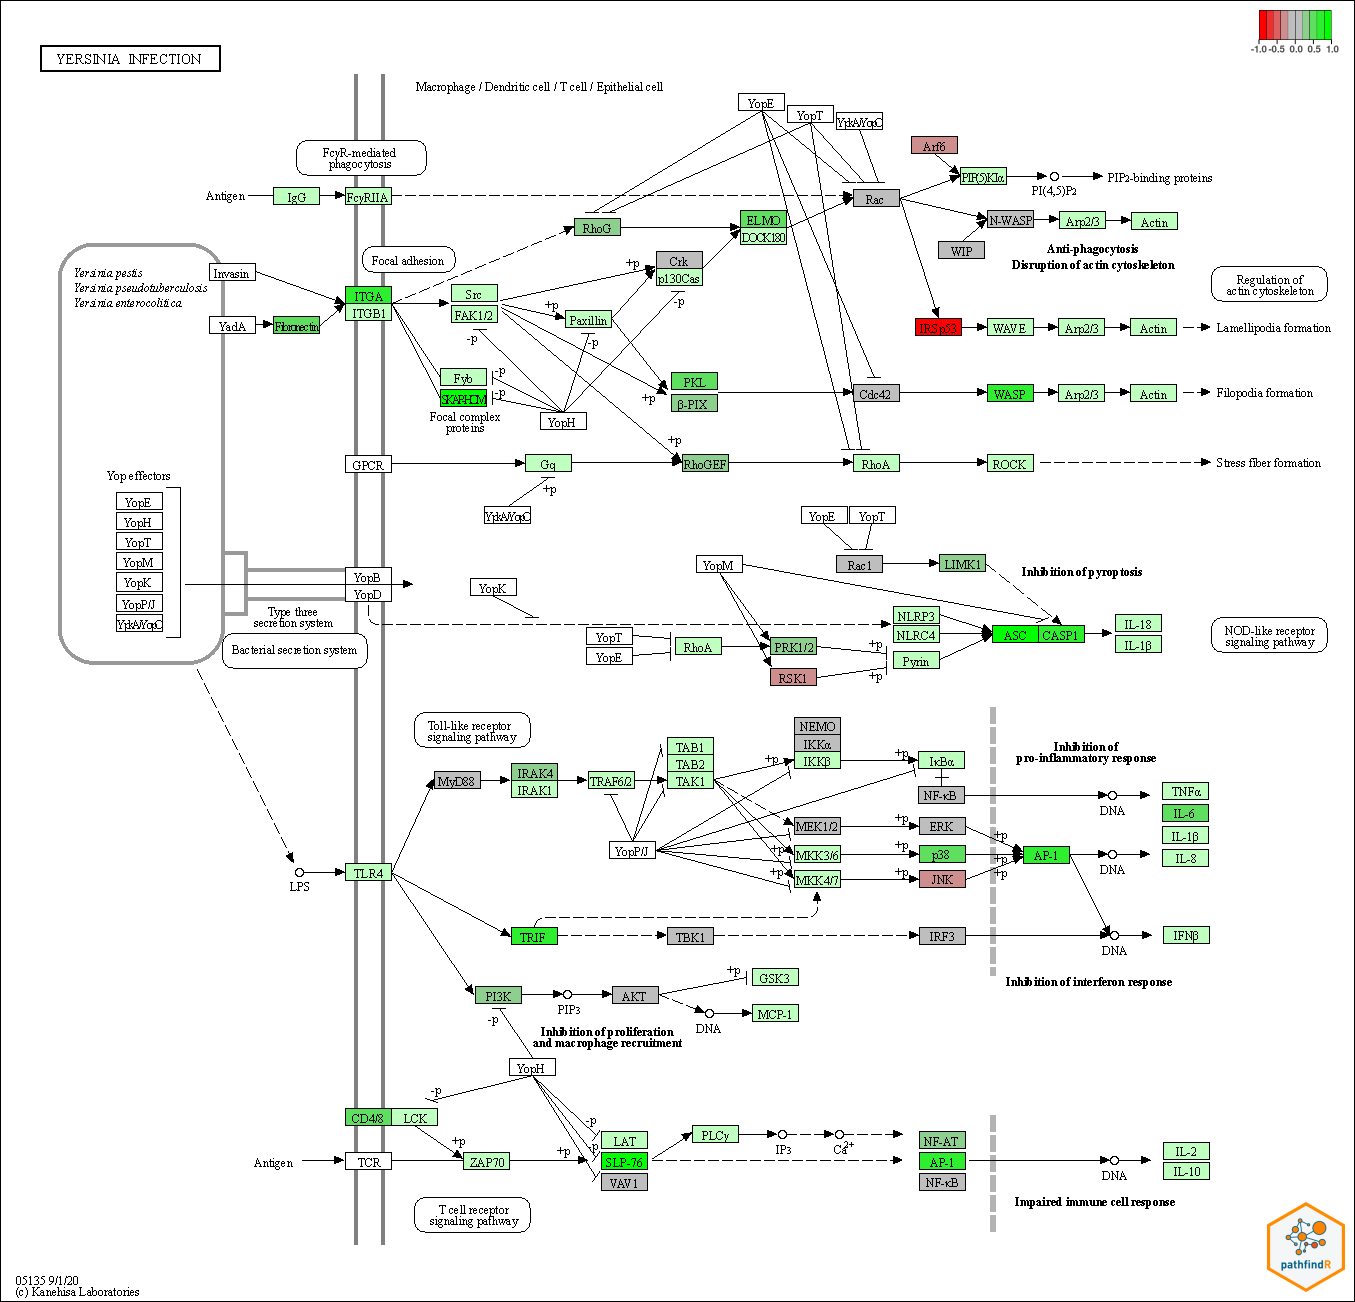 -1.0 -0.5 0.0 0.5 1.0
YERSINIA INFECTION
Macrophage / Dendritic cell / T cell / Epithelial cell
YopE
YopT
YpkA/YopC
FcγR-mediated
phagocytosis
Arf6
Antigen
IgG
FcγRIIA
Rac
PIP(5)KIα
PI(4,5)P2
PIP2-binding proteins
RhoG
ELMO
DOCK180
N-WASP
Arp2/3
Actin
WIP
Anti-phagocytosis
Disruption of actin cytoskeleton
Focal adhesion
Crk
p130Cas
+p
-p
Yersinia pestis
Yersinia pseudotuberculosis
Yersinia enterocolitica
Invasin
YadA
Fibronectin
ITGA
ITGB1
Src
FAK1/2
-p
+p
Paxillin
-p
Regulation of
actin cytoskeleton
IRSp53
WAVE
Arp2/3
Actin
Lamellipodia formation
Fyb
-p
SKAP-HOM
-p
Focal complex
proteins
YopH
PKL
β-PIX
+p
Cdc42
WASP
Arp2/3
Actin
Filopodia formation
GPCR
Gq
+p
RhoGEF
RhoA
ROCK
Stress fiber formation
YpkA/YopC
+p
Yop effectors
YopE
YopH
YopT
YopM
YopK
YopP/J
YpkA/YopC
YopB
YopD
Type three
secretion system
Bacterial secretion system
YopK
YopE
YopT
YopM
Rac1
LIMK1
Inhibition of pyroptosis
YopT
YopE
RhoA
PRK1/2
RSK1
+p
+p
NLRP3
NLRC4
Pyrin
ASC
CASP1
IL-18
IL-1β
NOD-like receptor
signaling pathway
Toll-like receptor
signaling pathway
MyD88
IRAK4
IRAK1
TRAF6/2
TAB1
TAB2
TAK1
NEMO
IKKα
IKKβ
+p
+p
IκBα
NF-κB
Inhibition of
pro-inflammatory response
DNA
TNFα
IL-6
IL-1β
IL-8
YopP/J
MEK1/2
+p
ERK
+p
MKK3/6
+p
+p
p38
MKK4/7
+p
+p
JNK
+p
AP-1
DNA
LPS
TLR4
TRIF
TBK1
IRF3
DNA
IFNβ
Inhibition of interferon response
PI3K
PIP3
AKT
+p
GSK3
DNA
MCP-1
-p
Inhibition of proliferation
and macrophage recruitment
YopH
-p
CD4/8
LCK
+p
Antigen
TCR
ZAP70
+p
-p
-p
LAT
SLP-76
VAV1
PLCγ
IP3
Ca2+
NF-AT
AP-1
NF-κB
DNA
IL-2
IL-10
Impaired immune cell response
T cell receptor
signaling pathway
pathfindR
05135 9/1/20
(c) Kanehisa Laboratories